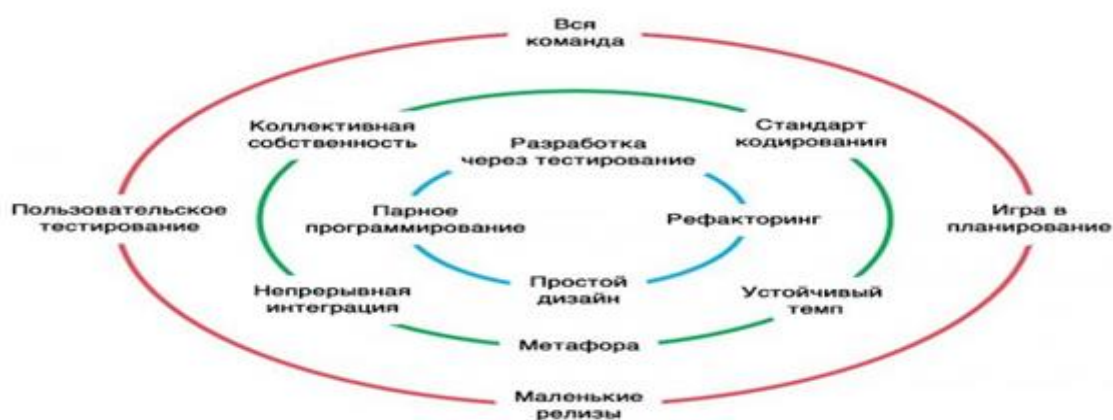 Вся
команда
Коллективная
собственность
Стандарт
кодирования
Разработка
через тестирование
Пользовательское
тестирование
Парное
программирование
Рефакторинг
Игра в
планирование
Непрерывная
интеграция
Простой
дизайн
Устойчивый
темп
Метафора
Маленькие
релизы